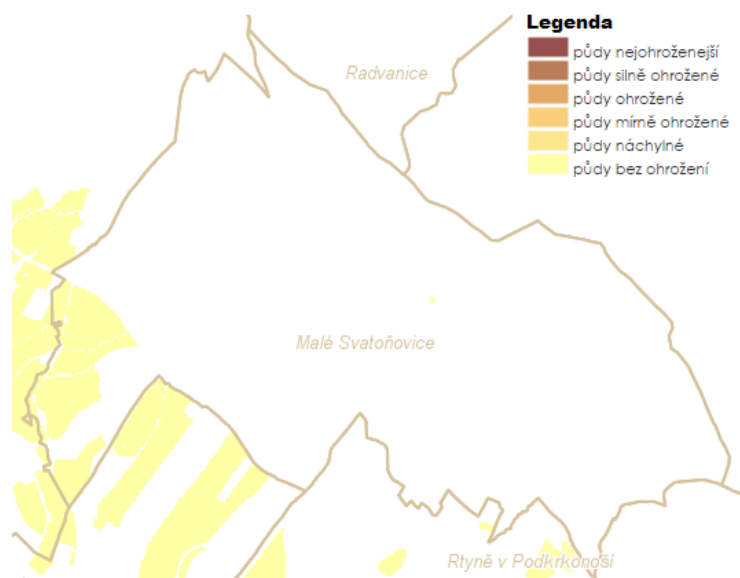 Legenda
půdy nejohroženejší
půdy silně ohrožené
půdy ohrožené
půdy mírně ohrožené
půdy náchylné
půdy bez ohrožení
Radvanice
Malé Svatoňovice
Rtyně v Podkrkonoší